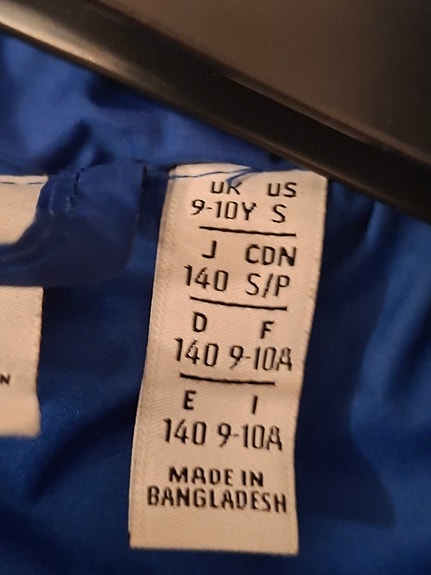 UK US
9-10Y S
J CDN
140 S/P
D F
140 9-10A
E I
140 9-10A
MADE IN
BANGLADESH
N